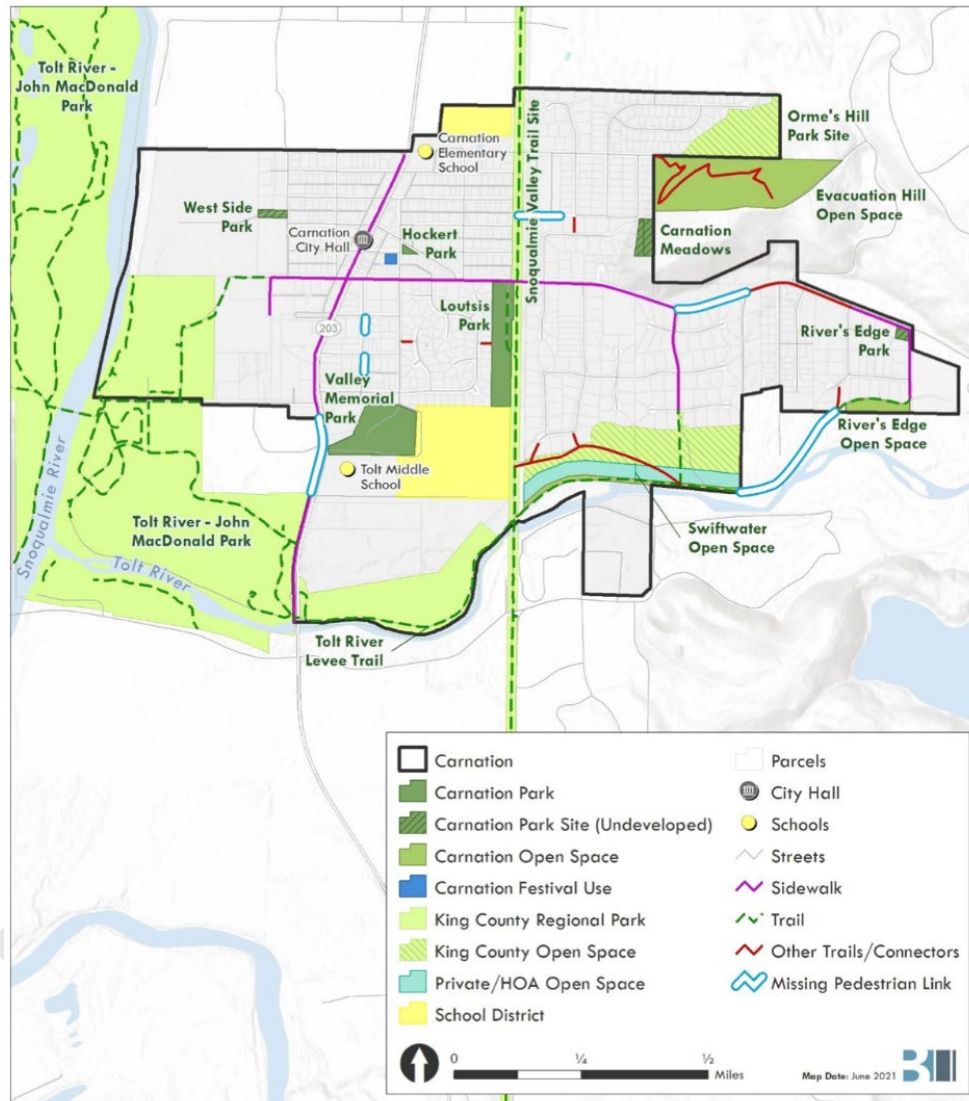 Tolt River -
John MacDonald
Park
Orme's Hill
Park Site
Carnation
Elementary
School
Snoqualmie Valley Trail Site
Evacuation Hill
Open Space
West Side
Park
Carnation
City Hall
Hockert
Park
Carnation
Meadows
Loutsis
Park
203
River's Edge
Park
Valley
Memorial
Park
River's Edge
Open Space
Tolt Middle
School
Snoqualmie River
Tolt River - John
MacDonald Park
Swiftwater
Open Space
Tolt River
Tolt River
Levee Trail
Carnation
Carnation Park
Carnation Park Site (Undeveloped)
Carnation Open Space
Carnation Festival Use
King County Regional Park
King County Open Space
Private/HOA Open Space
School District
Parcels
City Hall
Schools
Streets
Sidewalk
Trail
Other Trails/Connectors
Missing Pedestrian Link
0 ¼ ½
Miles
Map Date: June 2021